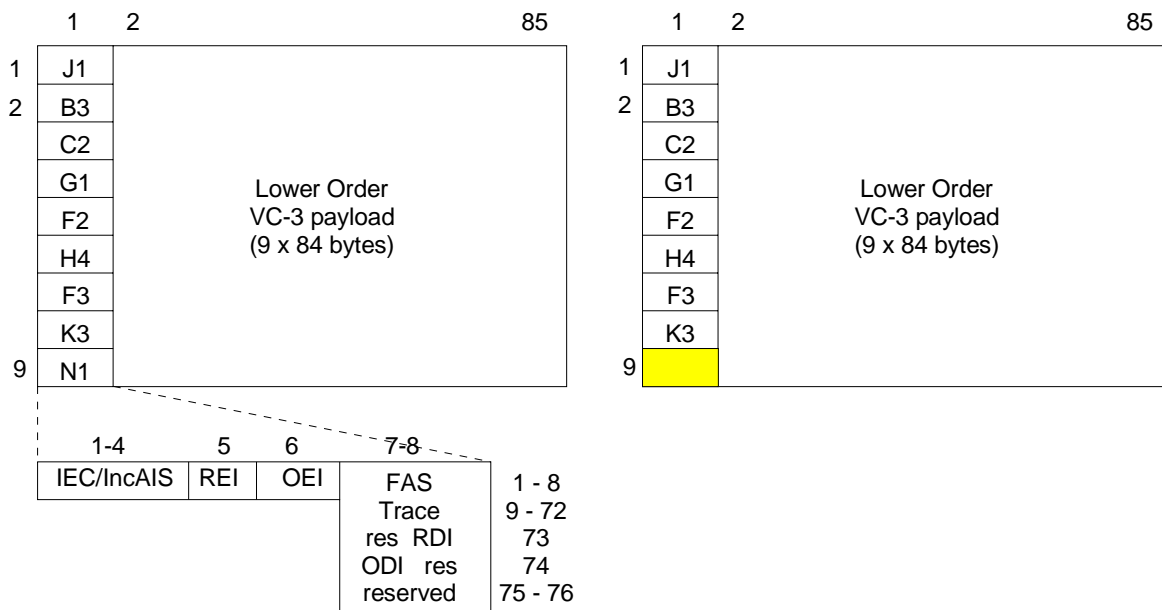 1 2 85
1 J1
2 B3
C2
G1
F2
H4
F3
K3
9 N1
Lower Order
VC-3 payload
(9 x 84 bytes)
1-4 5 6 7-8
IEC/IncAIS REI OEI FAS 1 - 8
Trace 9 - 72
res RDI 73
ODI res 74
reserved 75 - 76
1 2 85
1 J1
2 B3
C2
G1
F2
H4
F3
K3
9
Lower Order
VC-3 payload
(9 x 84 bytes)